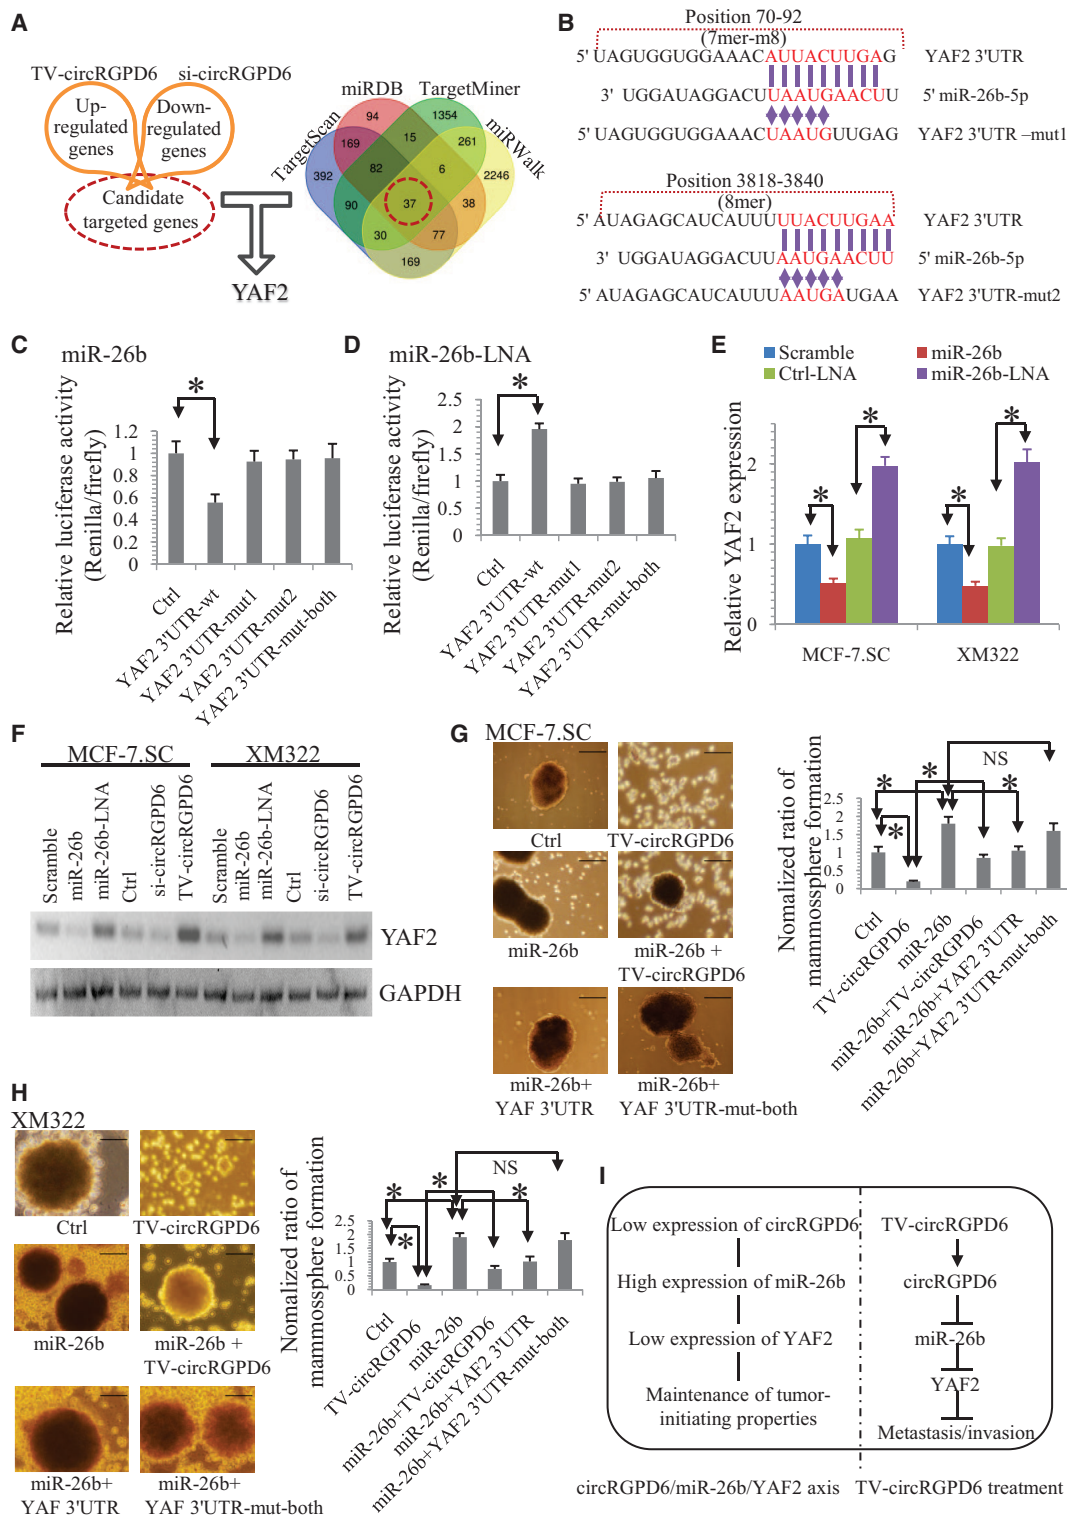 A
TV-circRGPD6
si-circRGPD6
Up-
regulated
genes
Down-
regulated
genes
Candidate
targeted genes
YAF2
TargetScan
miRDB
TargetMiner
miRWalk
94
1354
15
169
261
392
82
6
2246
37
90
38
30
77
169
B
Position 70-92
(7mer-m8)
5' UAGUGGUGGAAACAUUACUUGAG YAF2 3'UTR
3' UGGAUAGGACUUAAUGAACUU 5' miR-26b-5p
5' UAGUGGUGGAAACUAAUGUUGAG YAF2 3'UTR –mut1
Position 3818-3840
(8mer)
5' AUAGAGCAUCAUUUUUACUUGAA YAF2 3'UTR
3' UGGAUAGGACUUAAUGAACUU 5' miR-26b-5p
5' AUAGAGCAUCAUUUAAUGAUGAA YAF2 3'UTR-mut2
C
miR-26b
Relative luciferase activity
(Renilla/firefly)
1.2
1
0.8
0.6
0.4
0.2
0
*
Ctrl
YAF2 3'UTR-wt
YAF2 3'UTR-mut1
YAF2 3'UTR-mut2
YAF2 3'UTR-mut-both
D
miR-26b-LNA
Relative luciferase activity
(Renilla/firefly)
2.5
2
1.5
1
0.5
0
*
Ctrl
YAF2 3'UTR-wt
YAF2 3'UTR-mut1
YAF2 3'UTR-mut2
YAF2 3'UTR-mut-both
E
Scramble
miR-26b
Ctrl-LNA
miR-26b-LNA
Relative YAF2 expression
2
1
0
*
*
*
*
MCF-7.SC
XM322
F
MCF-7.SC
XM322
Scramble
miR-26b
miR-26b-LNA
Ctrl
si-circRGPD6
TV-circRGPD6
Scramble
miR-26b
miR-26b-LNA
Ctrl
si-circRGPD6
TV-circRGPD6
YAF2
GAPDH
G
MCF-7.SC
Ctrl
TV-circRGPD6
miR-26b
miR-26b +
TV-circRGPD6
miR-26b+
YAF 3'UTR
miR-26b+
YAF 3'UTR-mut-both
Nomalized ratio of
mammossphere formation
2.5
2
1.5
1
0.5
0
NS
*
*
*
*
Ctrl
TV-circRGPD6
miR-26b
miR-26b+TV-circRGPD6
miR-26b+YAF2 3'UTR
miR-26b+YAF2 3'UTR-mut-both
H
XM322
Ctrl
TV-circRGPD6
miR-26b
miR-26b +
TV-circRGPD6
miR-26b+
YAF 3'UTR
miR-26b+
YAF 3'UTR-mut-both
Nomalized ratio of
mammossphere formation
2.5
2
1.5
1
0.5
0
NS
*
*
*
*
Ctrl
TV-circRGPD6
miR-26b
miR-26b+TV-circRGPD6
miR-26b+YAF2 3'UTR
miR-26b+YAF2 3'UTR-mut-both
I
Low expression of circRGPD6
High expression of miR-26b
Low expression of YAF2
Maintenance of tumor-
initiating properties
TV-circRGPD6
circRGPD6
miR-26b
YAF2
Metastasis/invasion
circRGPD6/miR-26b/YAF2 axis
TV-circRGPD6 treatment